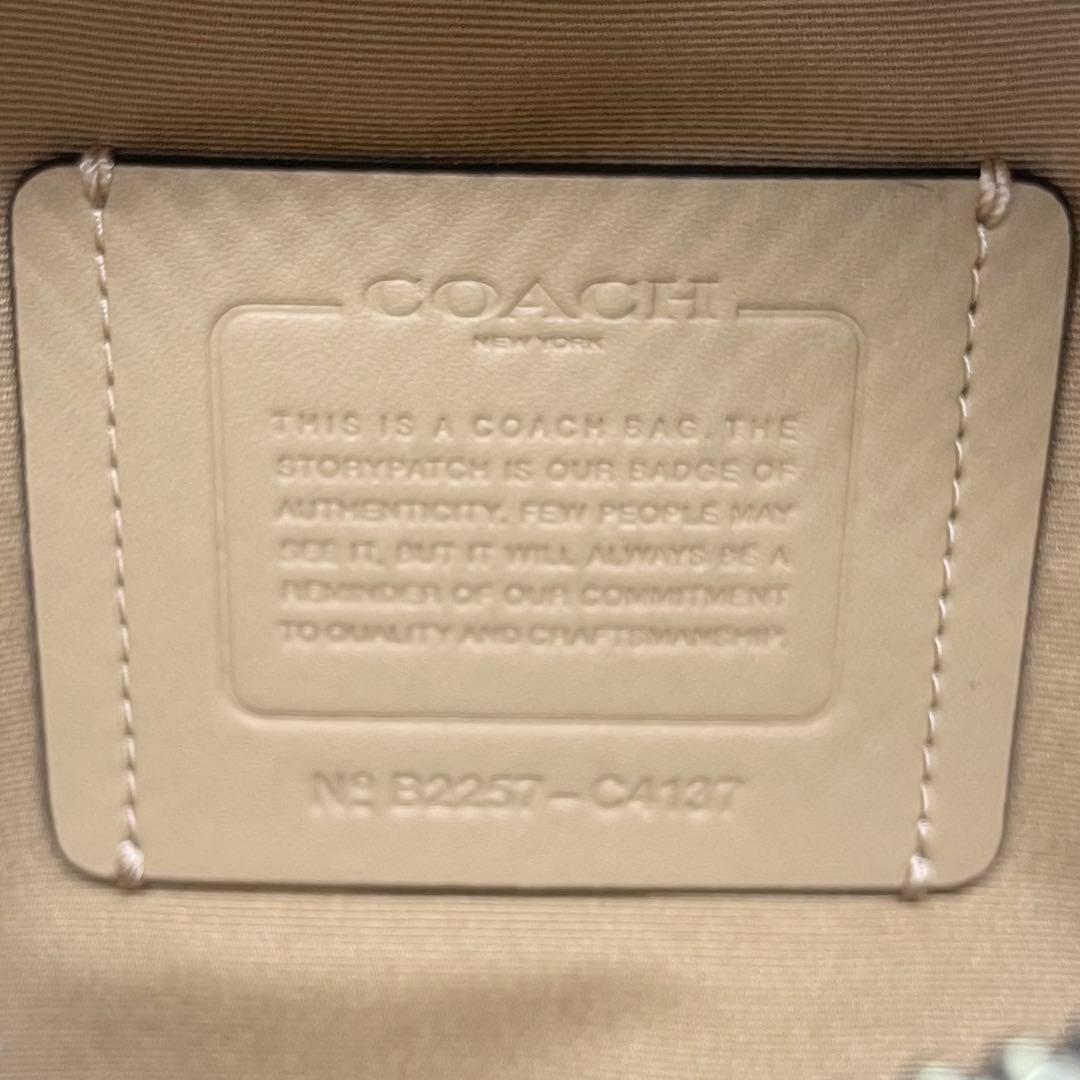 COACH
NEW YORK
THIS IS A COACH BAG. THE
STORYPATCH IS OUR BADGE OF
AUTHENTICITY. FEW PEOPLE MAY
SEE IT, BUT IT WILL ALWAYS BE A
REMINDER OF OUR COMMITMENT
TO QUALITY AND CRAFTSMANSHIP.
Nº B2257-C4137